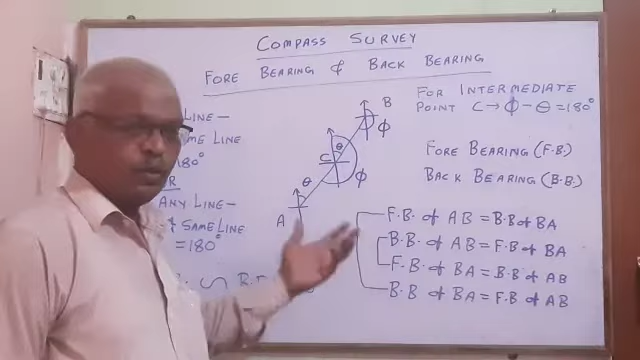 COMPASS SURVEY
FORE BEARING & BACK BEARING
LINE —
LINE
180°
ANY LINE —
& SAME LINE
= 180°
B
ϕ
θ
C
ϕ
θ
A
FOR INTERMEDIATE
POINT C → ϕ − θ = 180°
FORE BEARING (F.B.)
BACK BEARING (B.B.)
F.B. of AB = B.B of BA
B.B. of AB = F.B of BA
F.B. of BA = B.B of AB
B.B of BA = F.B of AB